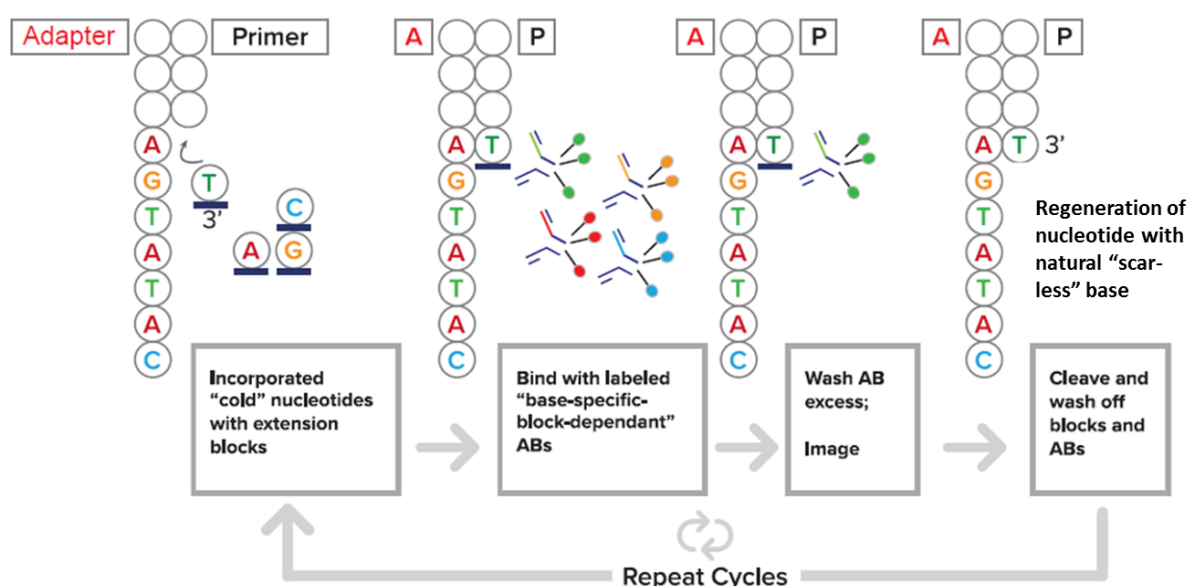 Adapter
Primer
A
P
A
P
A
P
A
G
T
A
T
A
C
T
3’
C
A
G
A
T
G
T
A
T
A
C
A
T
G
T
A
T
A
C
A
T
3’
G
T
A
T
A
C
Regeneration of
nucleotide with
natural “scar-
less” base
Incorporated
“cold” nucleotides
with extension
blocks
Bind with labeled
“base-specific-
block-dependant”
ABs
Wash AB
excess;
Image
Cleave and
wash off
blocks and
ABs
Repeat Cycles